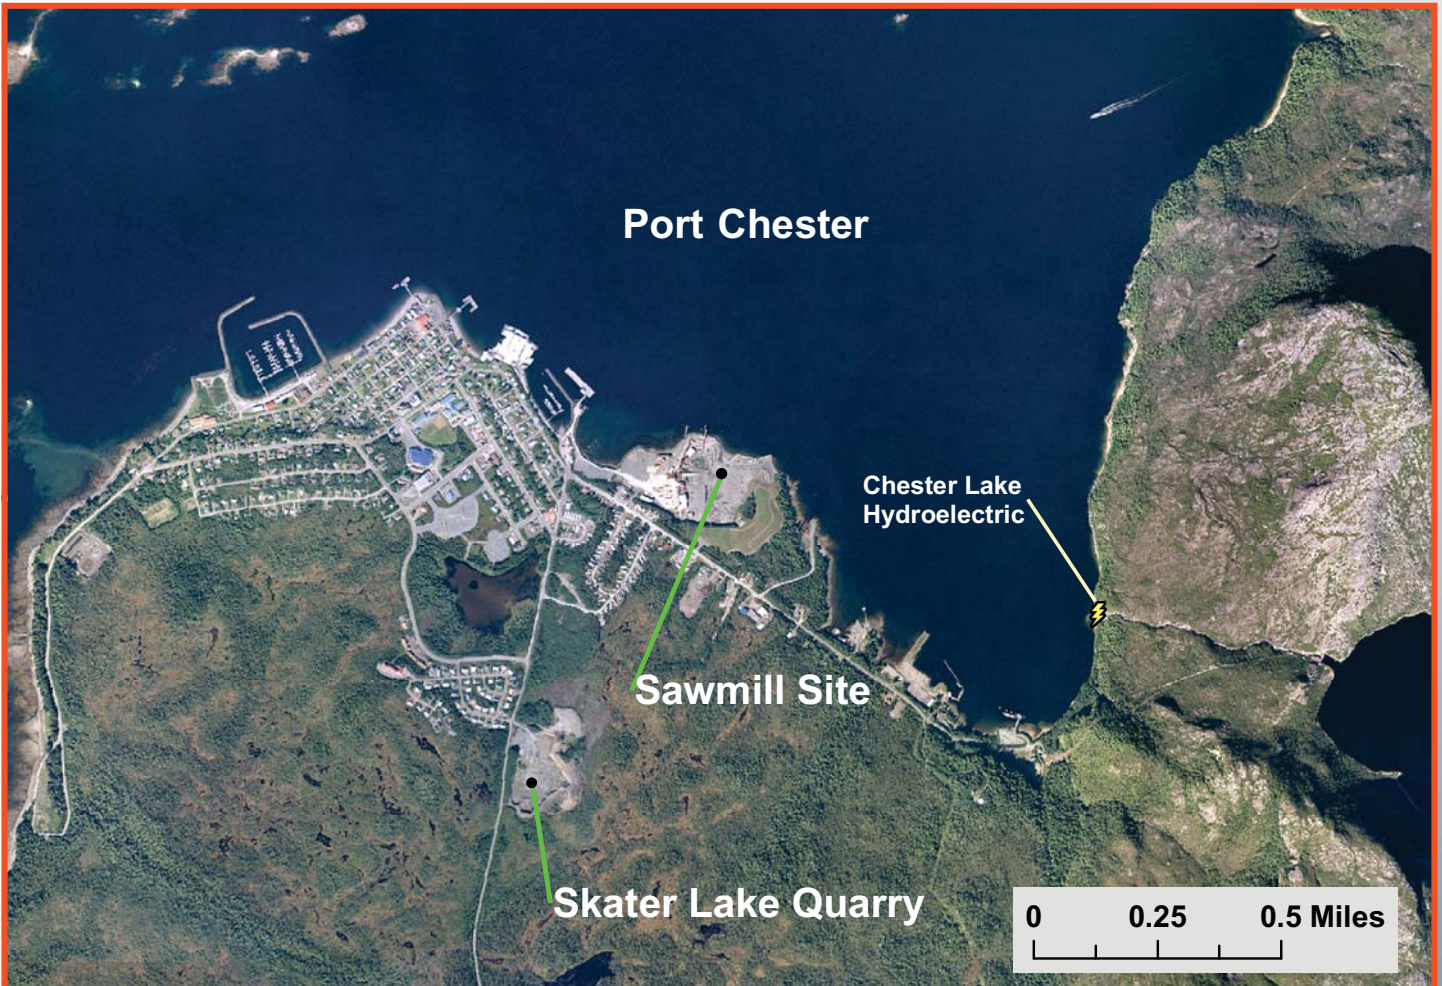 Port Chester
Chester Lake
Hydroelectric
Sawmill Site
Skater Lake Quarry
0 0.25 0.5 Miles